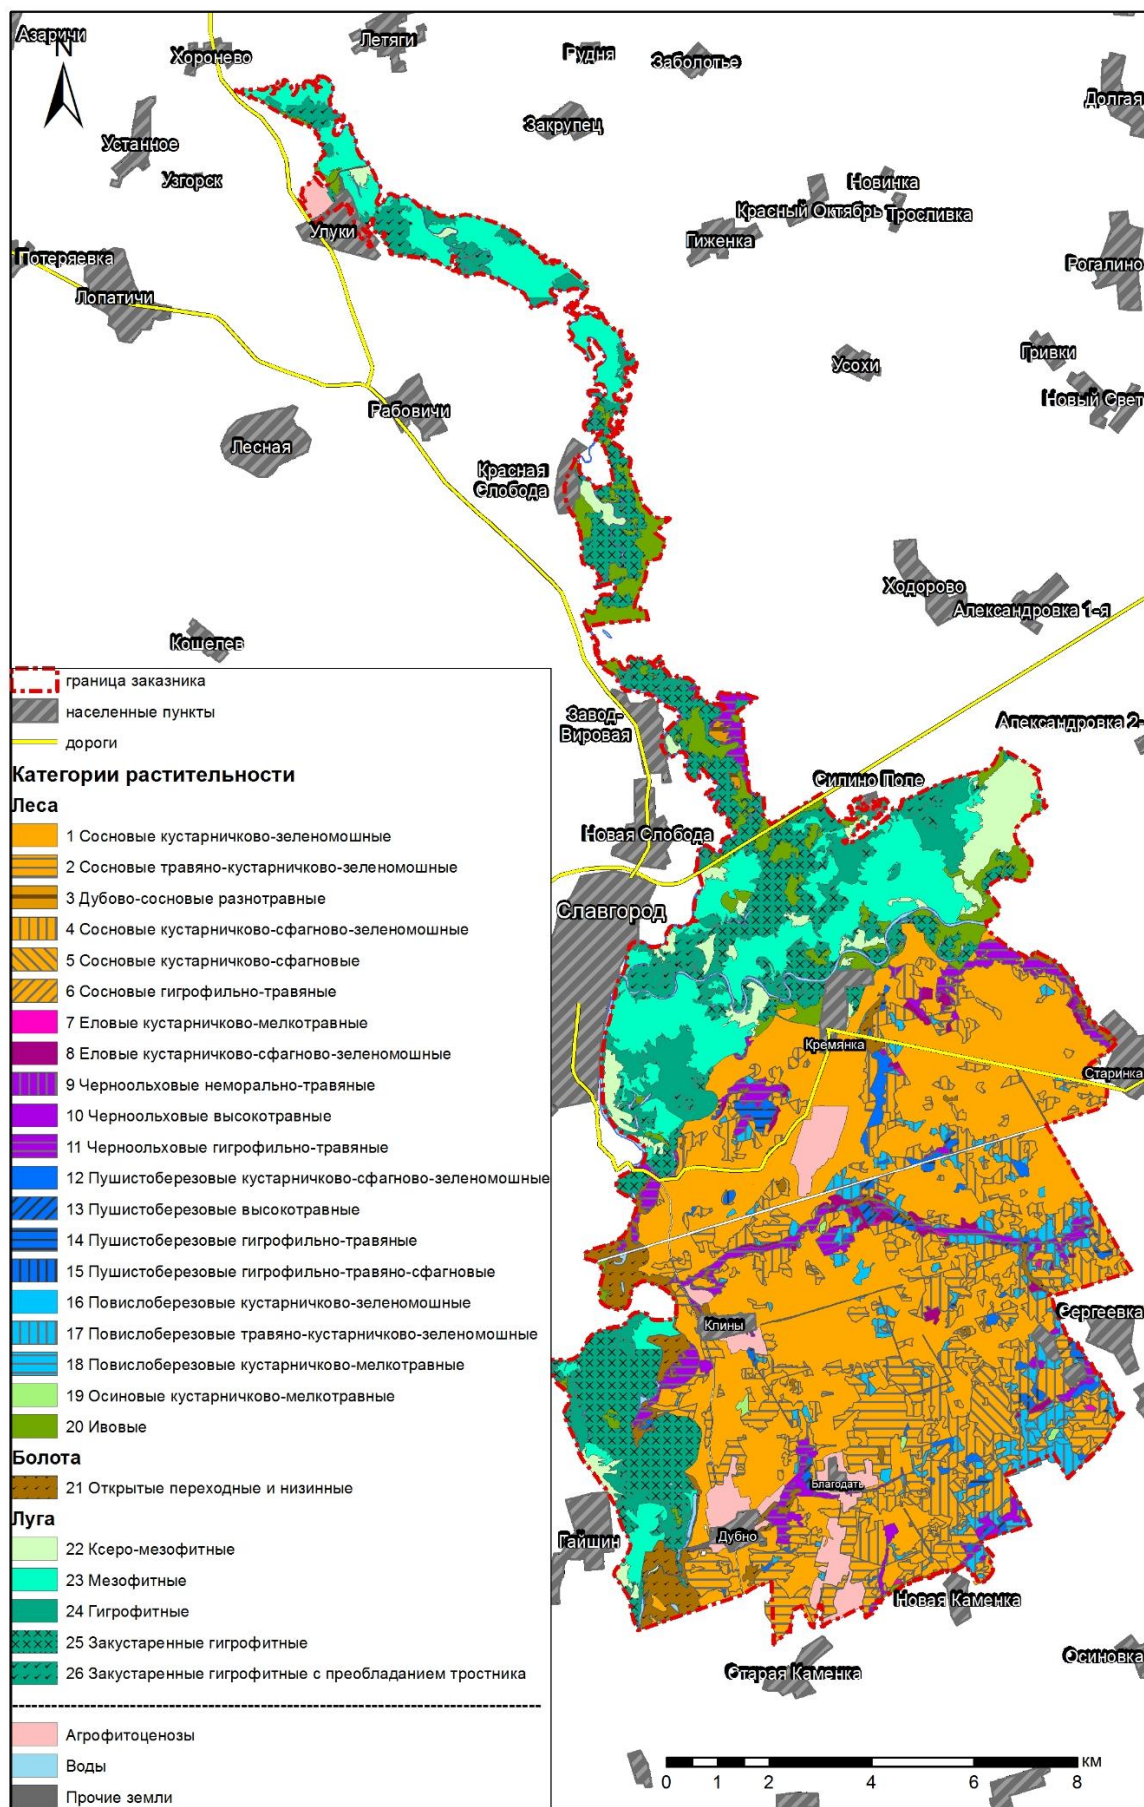 Азаричи
N
Хоронево
Летяги
Рудня
Заболотье
Долгая
Закрупец
Устанное
Узгорск
Новинка
Красный Октябрь
Тросливка
Улуки
Гиженка
Потеряевка
Лопатичи
Рогалино
Гривки
Усохи
Новый Свет
Рабовичи
Лесная
Красная
Слобода
Ходорово
Александровка 1-я
Кошелев
Завод-
Вировая
Александровка 2-
Силино Поле
Новая Слобода
Славгород
Кремянка
Старинка
Клины
Сергеевка
Благодать
Гайшин
Дубно
Новая Каменка
Старая Каменка
Осиновка
граница заказника
населенные пункты
дороги
Категории растительности
Леса
1 Сосновые кустарничково-зеленомошные
2 Сосновые травяно-кустарничково-зеленомошные
3 Дубово-сосновые разнотравные
4 Сосновые кустарничково-сфагново-зеленомошные
5 Сосновые кустарничково-сфагновые
6 Сосновые гигрофильно-травяные
7 Еловые кустарничково-мелкотравные
8 Еловые кустарничково-сфагново-зеленомошные
9 Черноольховые неморально-травяные
10 Черноольховые высокотравные
11 Черноольховые гигрофильно-травяные
12 Пушистоберезовые кустарничково-сфагново-зеленомошные
13 Пушистоберезовые высокотравные
14 Пушистоберезовые гигрофильно-травяные
15 Пушистоберезовые гигрофильно-травяно-сфагновые
16 Повислоберезовые кустарничково-зеленомошные
17 Повислоберезовые травяно-кустарничково-зеленомошные
18 Повислоберезовые кустарничково-мелкотравные
19 Осиновые кустарничково-мелкотравные
20 Ивовые
Болота
21 Открытые переходные и низинные
Луга
22 Ксеро-мезофитные
23 Мезофитные
24 Гигрофитные
25 Закустаренные гигрофитные
26 Закустаренные гигрофитные с преобладанием тростника
Агрофитоценозы
Воды
Прочие земли
км
0 1 2 4 6 8